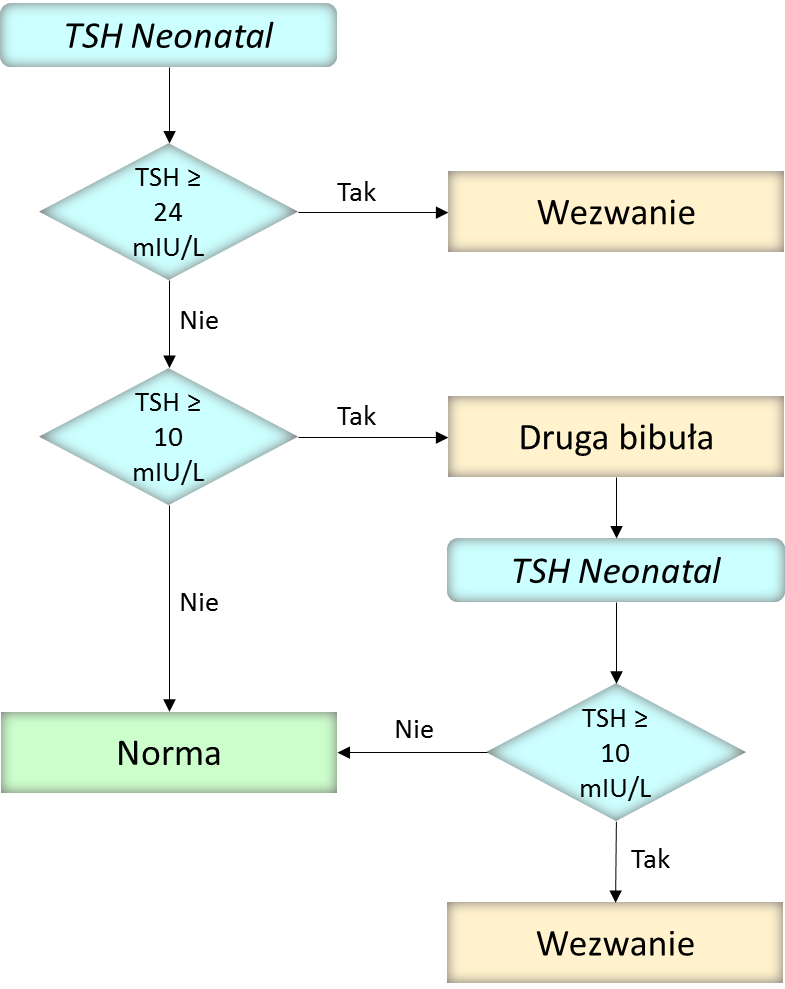 TSH Neonatal
TSH ≥
24
mIU/L
Tak
Wezwanie
Nie
TSH ≥
10
mIU/L
Tak
Druga bibuła
TSH Neonatal
Nie
TSH ≥
10
mIU/L
Nie
Norma
Tak
Wezwanie